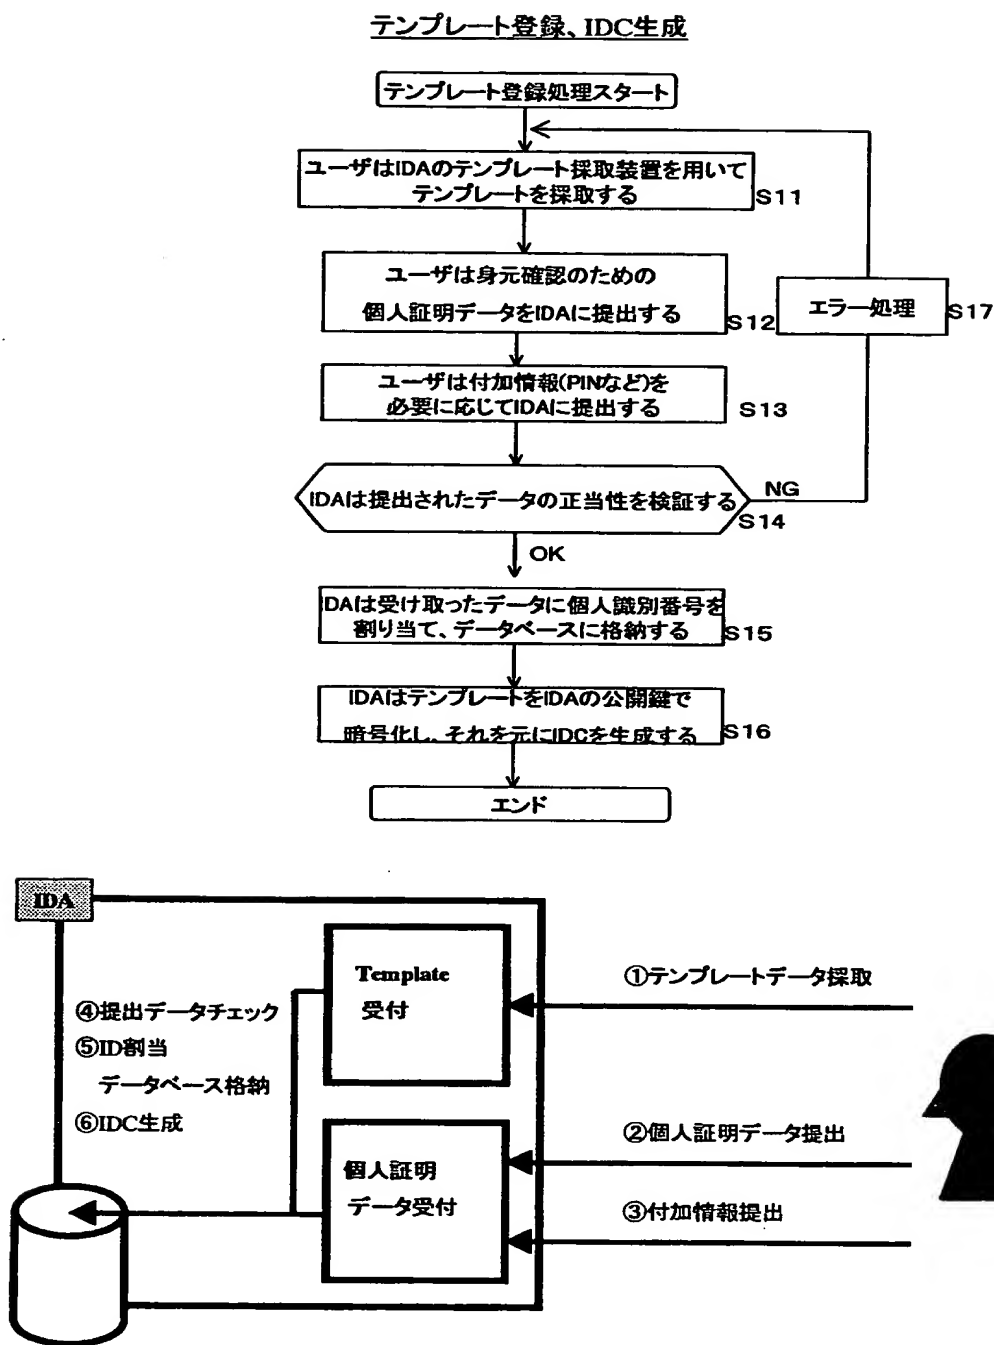 テンプレート登録、IDC生成
テンプレート登録処理スタート
ユーザはIDAのテンプレート採取装置を用いて
テンプレートを採取する
S11
ユーザは身元確認のための
個人証明データをIDAに提出する
S12
エラー処理
S17
ユーザは付加情報(PINなど)を
必要に応じてIDAに提出する
S13
IDAは提出されたデータの正当性を検証する
NG
S14
OK
IDAは受け取ったデータに個人識別番号を
割り当て、データベースに格納する
S15
IDAはテンプレートをIDAの公開鍵で
暗号化し、それを元にIDCを生成する
S16
エンド
IDA
Template
受付
①テンプレートデータ採取
④提出データチェック
⑤ID割当
データベース格納
⑥IDC生成
②個人証明データ提出
個人証明
データ受付
③付加情報提出